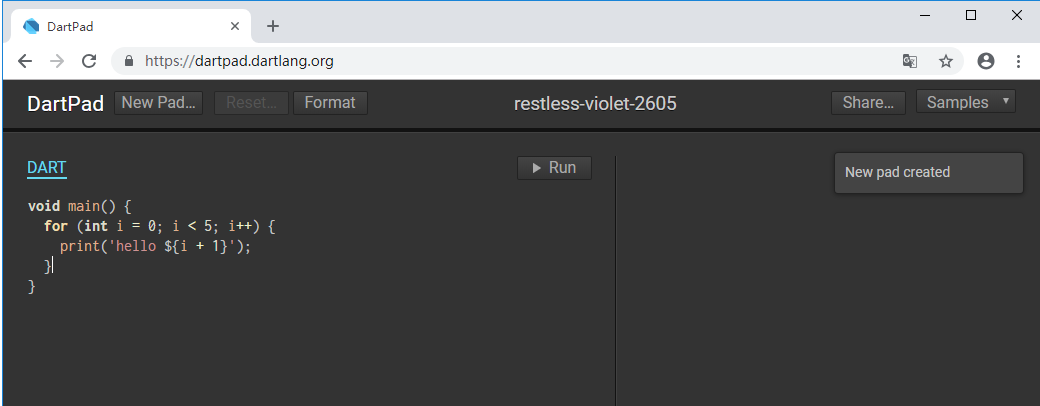 DartPad
https://dartpad.dartlang.org
DartPad New Pad... Reset... Format restless-violet-2605 Share... Samples
DART Run New pad created
void main() {
  for (int i = 0; i < 5; i++) {
    print('hello ${i + 1}');
  }
}